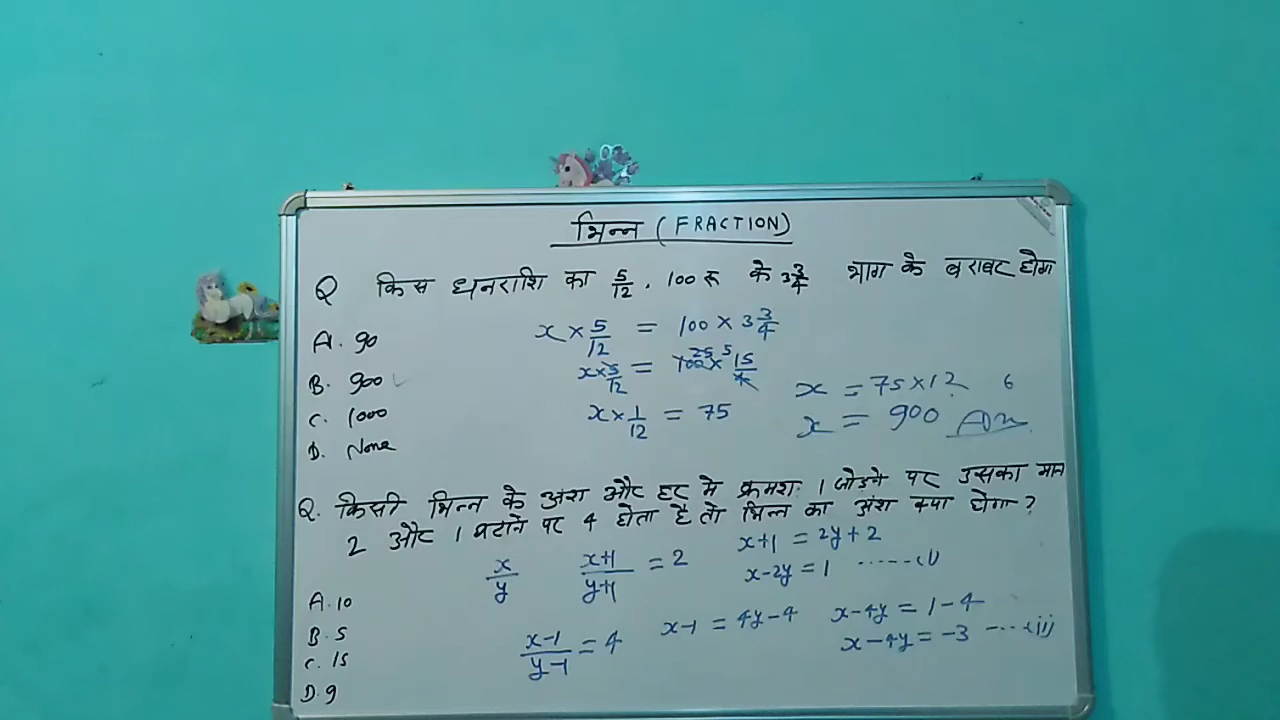 भिन्न (FRACTION)
Q किस धनराशि का 5/12, 100 रू के 3 3/4 भाग के बराबर होगा
A. 90
B. 900
C. 1000
D. None
x × 5/12 = 100 × 3 3/4
x × 5/12 = 100 25 × 5 15/4
x × 1/12 = 75
x = 75 × 12
6
x = 900 Ans
Q. किसी भिन्न के अंश और हर में क्रमशः 1 जोड़ने पर उसका मान
2 और 1 घटाने पर 4 होता है तो भिन्न का अंश क्या होगा ?
A. 10
B. 5
C. 15
D. 9
x/y
x+1/y+1 = 2
x+1 = 2y+2
x-2y = 1 ------(i)
x-1/y-1 = 4
x-1 = 4y-4
x-4y = 1-4
x-4y = -3 ---(ii)